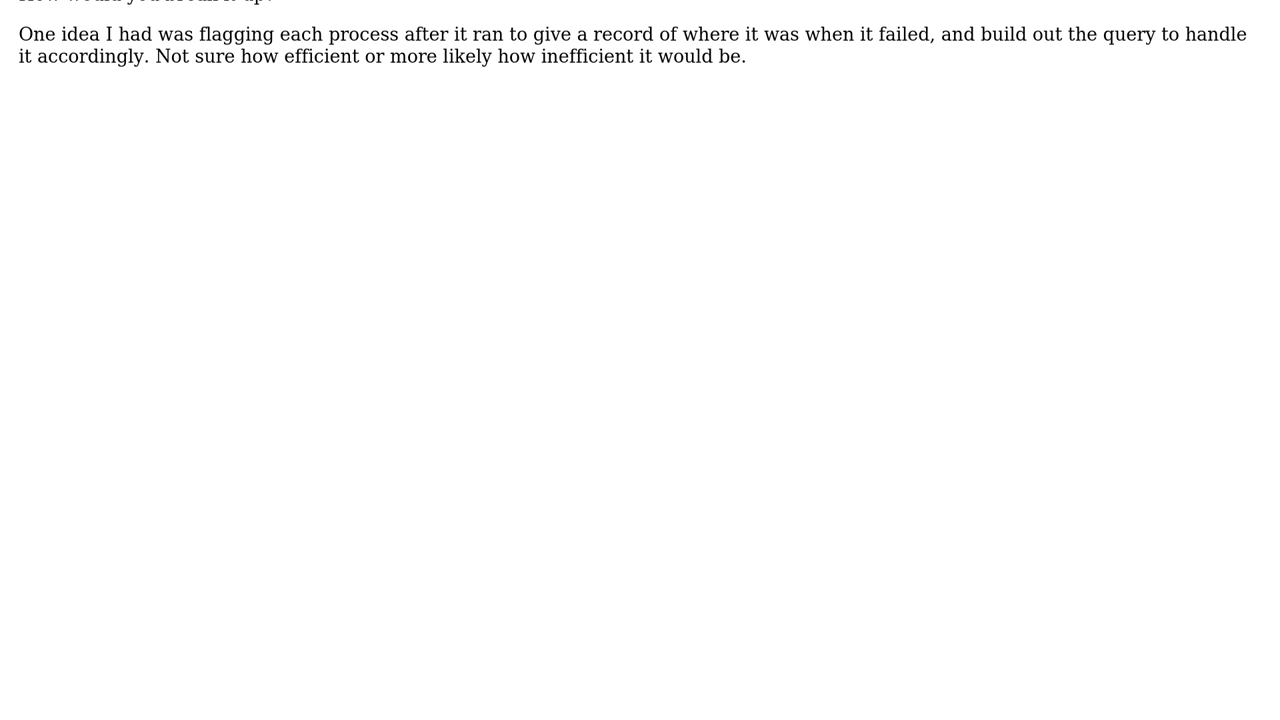 One idea I had was flagging each process after it ran to give a record of where it was when it failed, and build out the query to handle
it accordingly. Not sure how efficient or more likely how inefficient it would be.